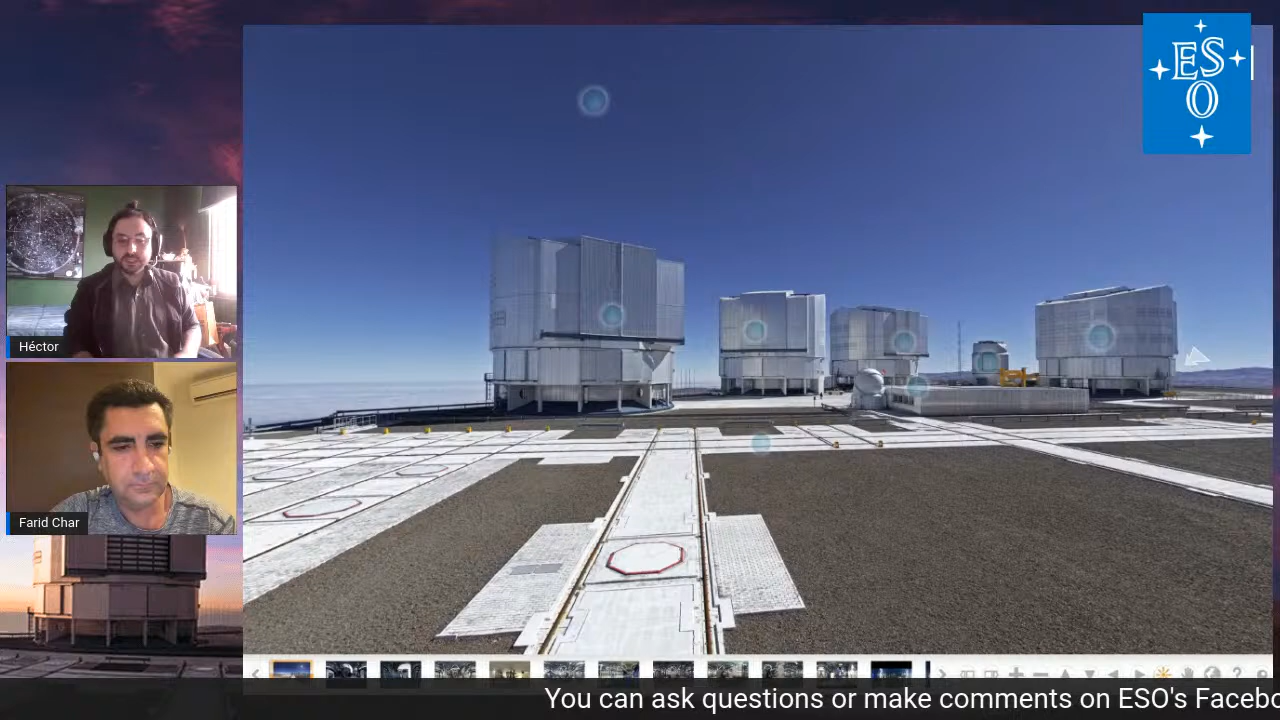 ESO
Héctor
Farid Char
You can ask questions or make comments on ESO's Facebo